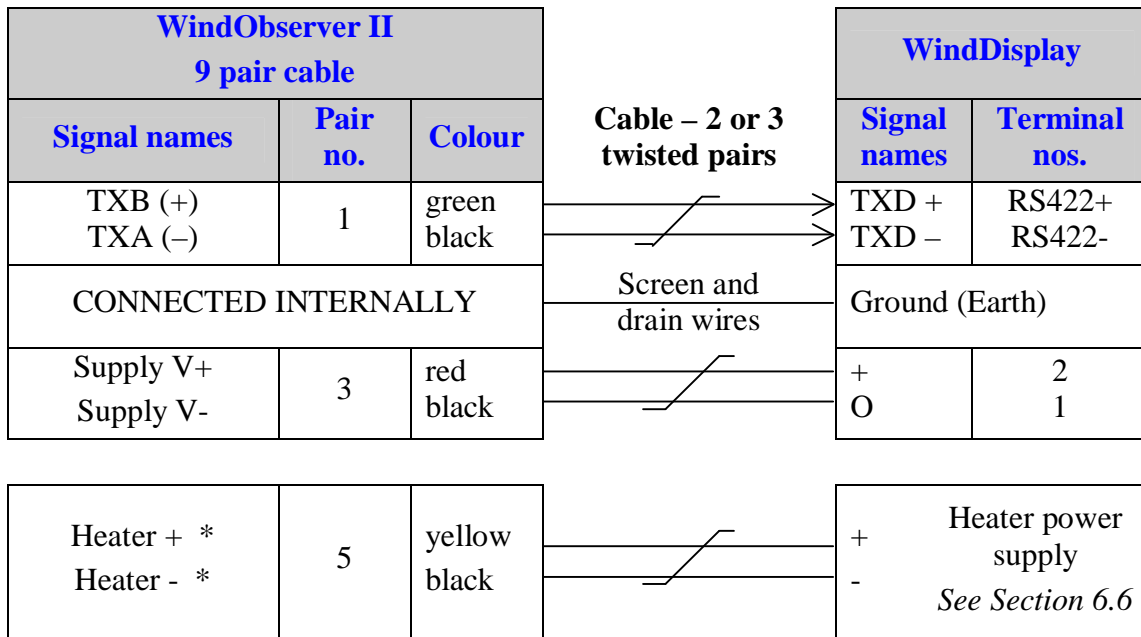 WindObserver II
9 pair cable
WindDisplay
Signal names
Pair no.
Colour
Cable – 2 or 3
twisted pairs
Signal names
Terminal nos.
TXB (+)
TXA (–)
1
green
black
TXD +
TXD –
RS422+
RS422-
CONNECTED INTERNALLY
Screen and
drain wires
Ground (Earth)
Supply V+
Supply V-
3
red
black
+
O
2
1
Heater + *
Heater - *
5
yellow
black
+
-
Heater power
supply
See Section 6.6